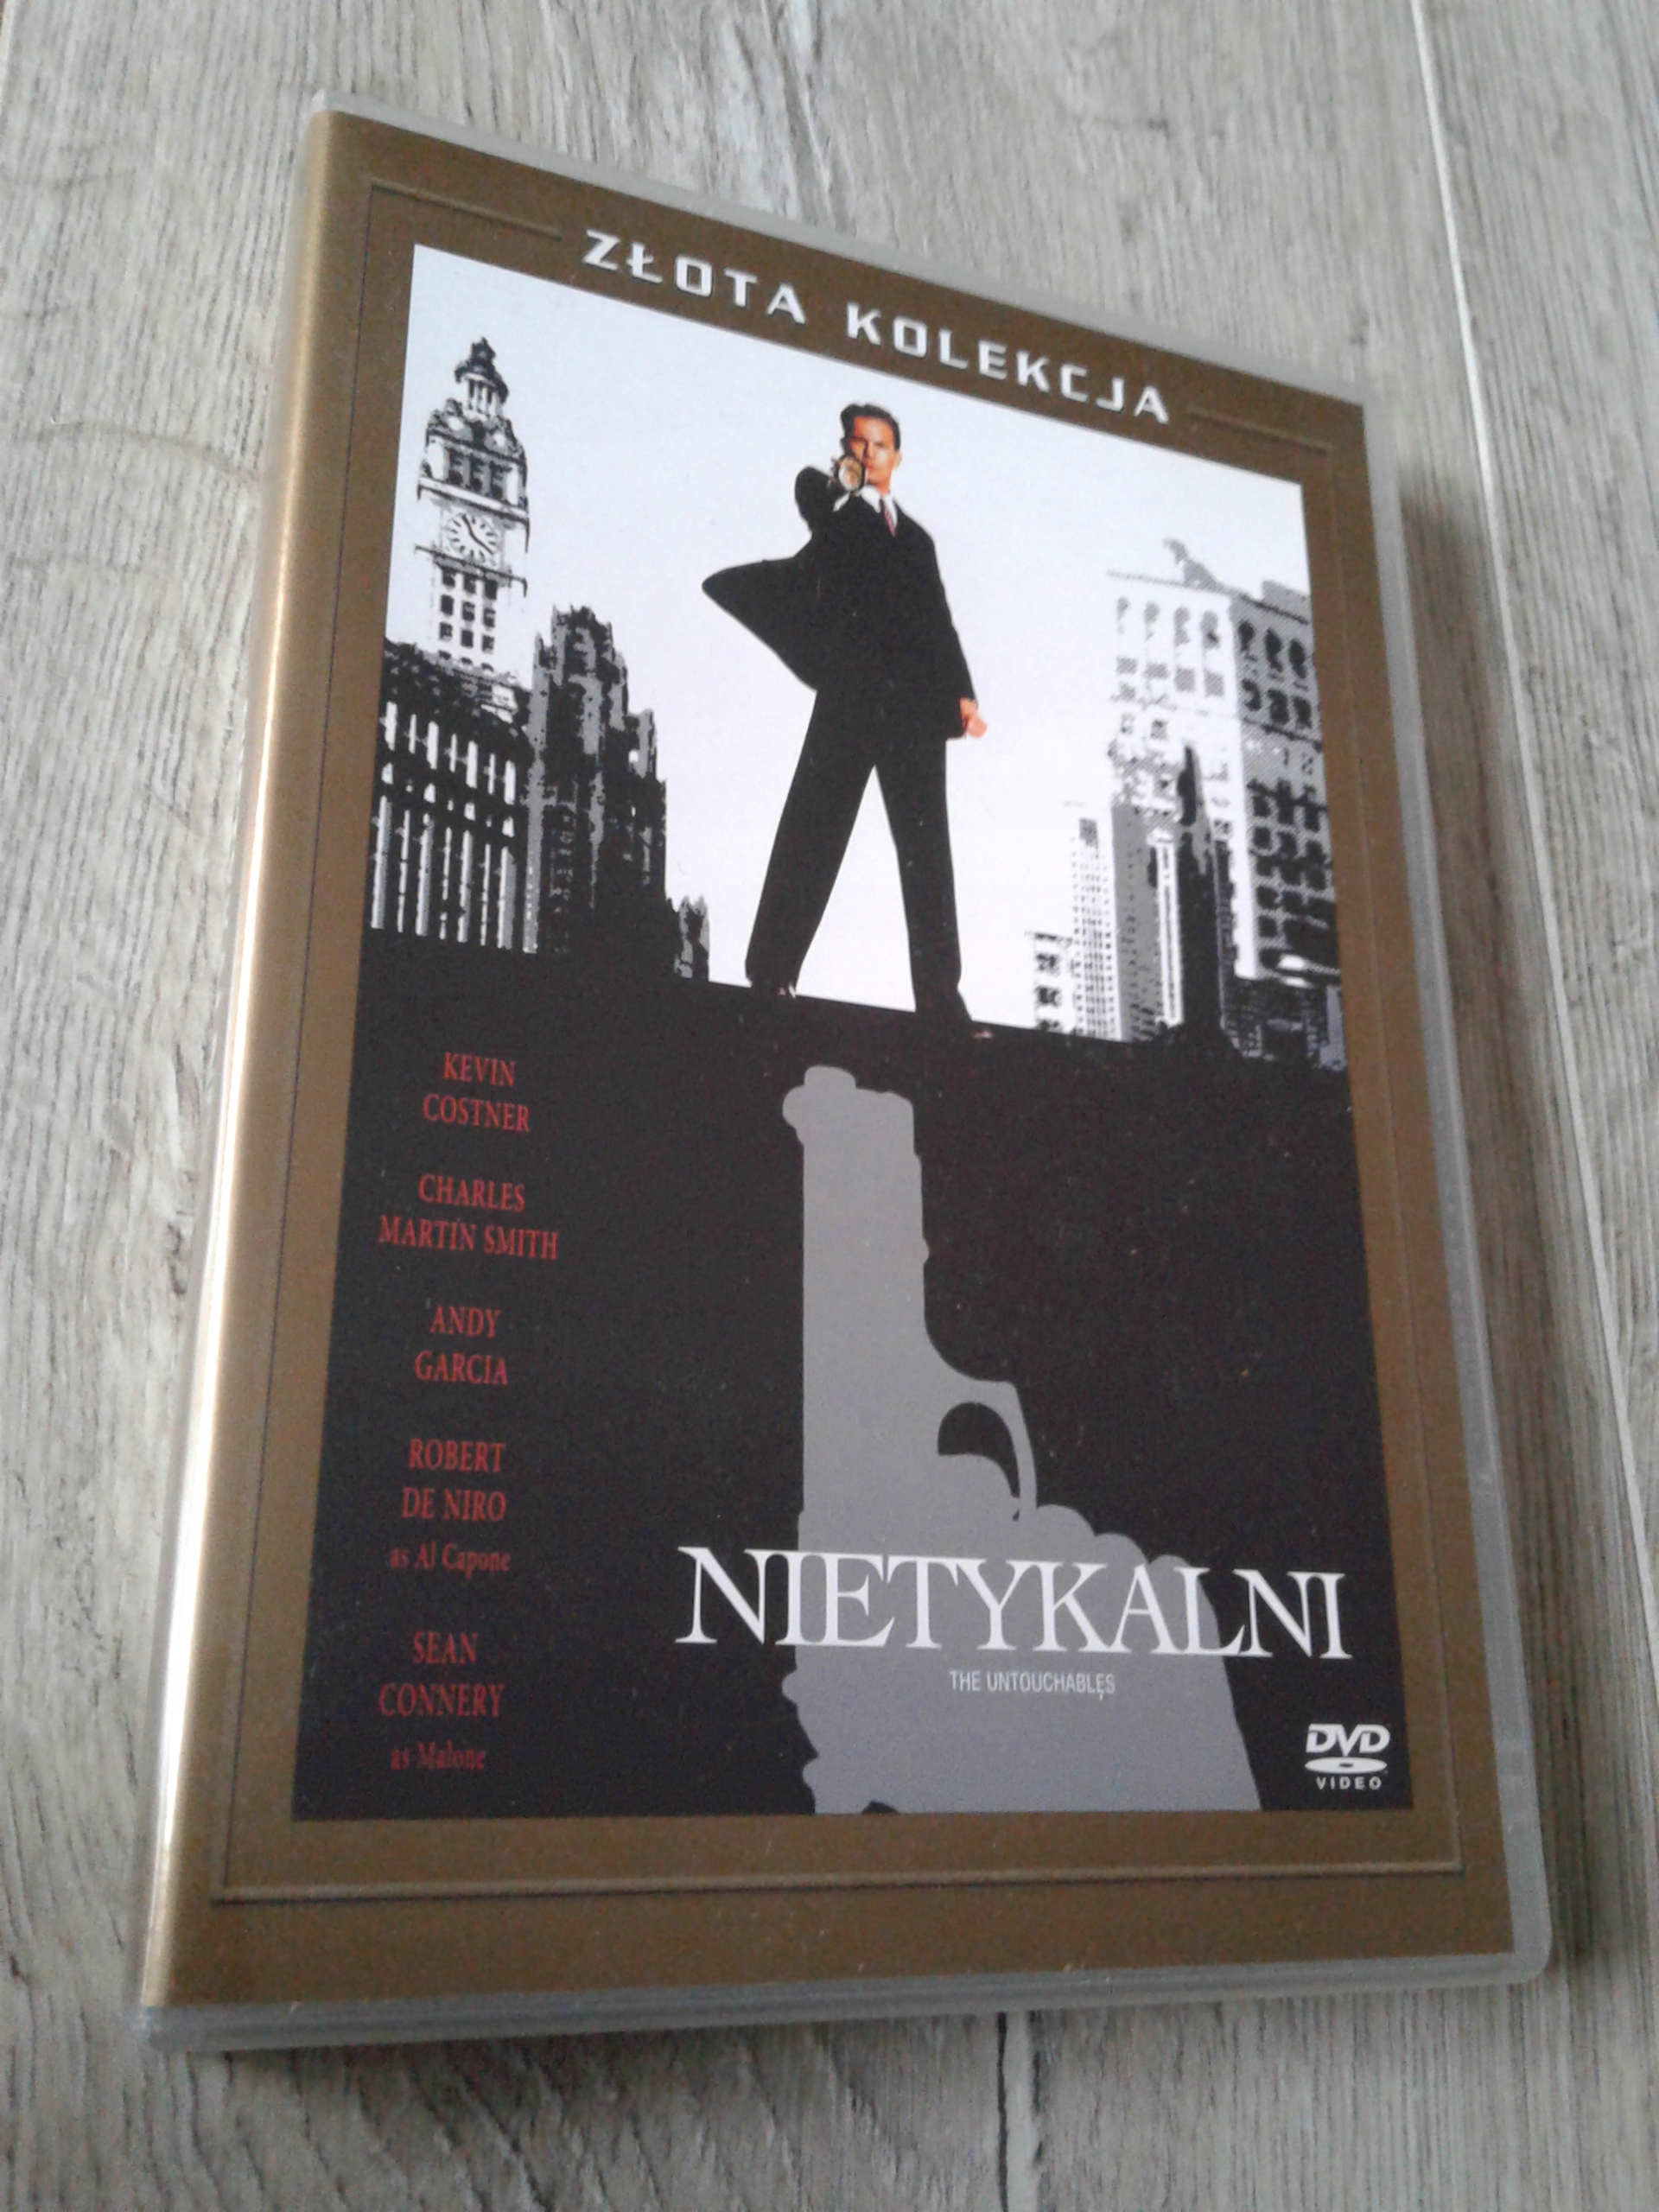 ZŁOTA KOLEKCJA
KEVIN
COSTNER
CHARLES
MARTIN SMITH
ANDY
GARCIA
ROBERT
DE NIRO
as Al Capone
SEAN
CONNERY
as Malone
NIETYKALNI
THE UNTOUCHABLES
DVD
VIDEO